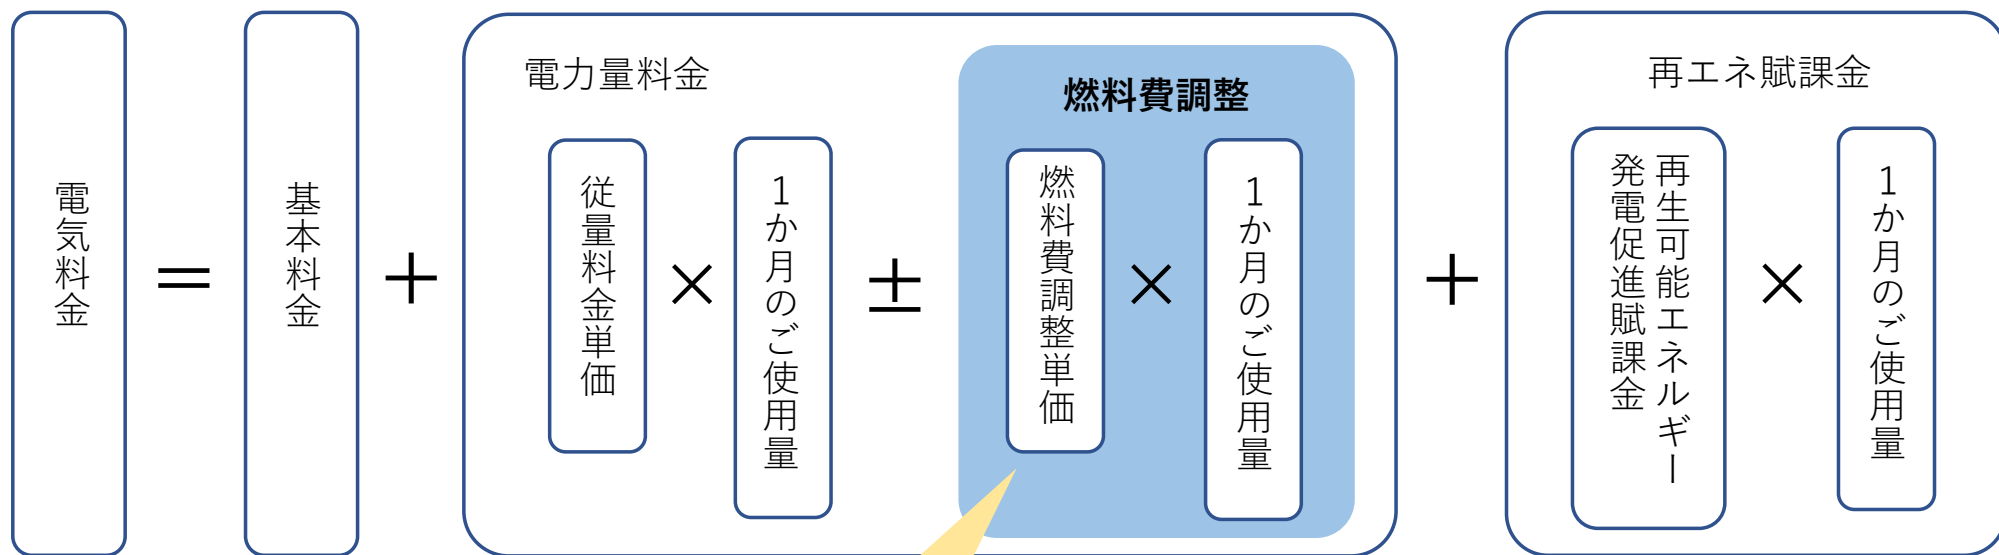 電気料金
＝
基本料金
＋
電力量料金
従量料金単価
×
1か月のご使用量
±
燃料費調整
燃料費調整単価
×
1か月のご使用量
＋
再エネ賦課金
再生可能エネルギー
発電促進賦課金
×
1か月のご使用量